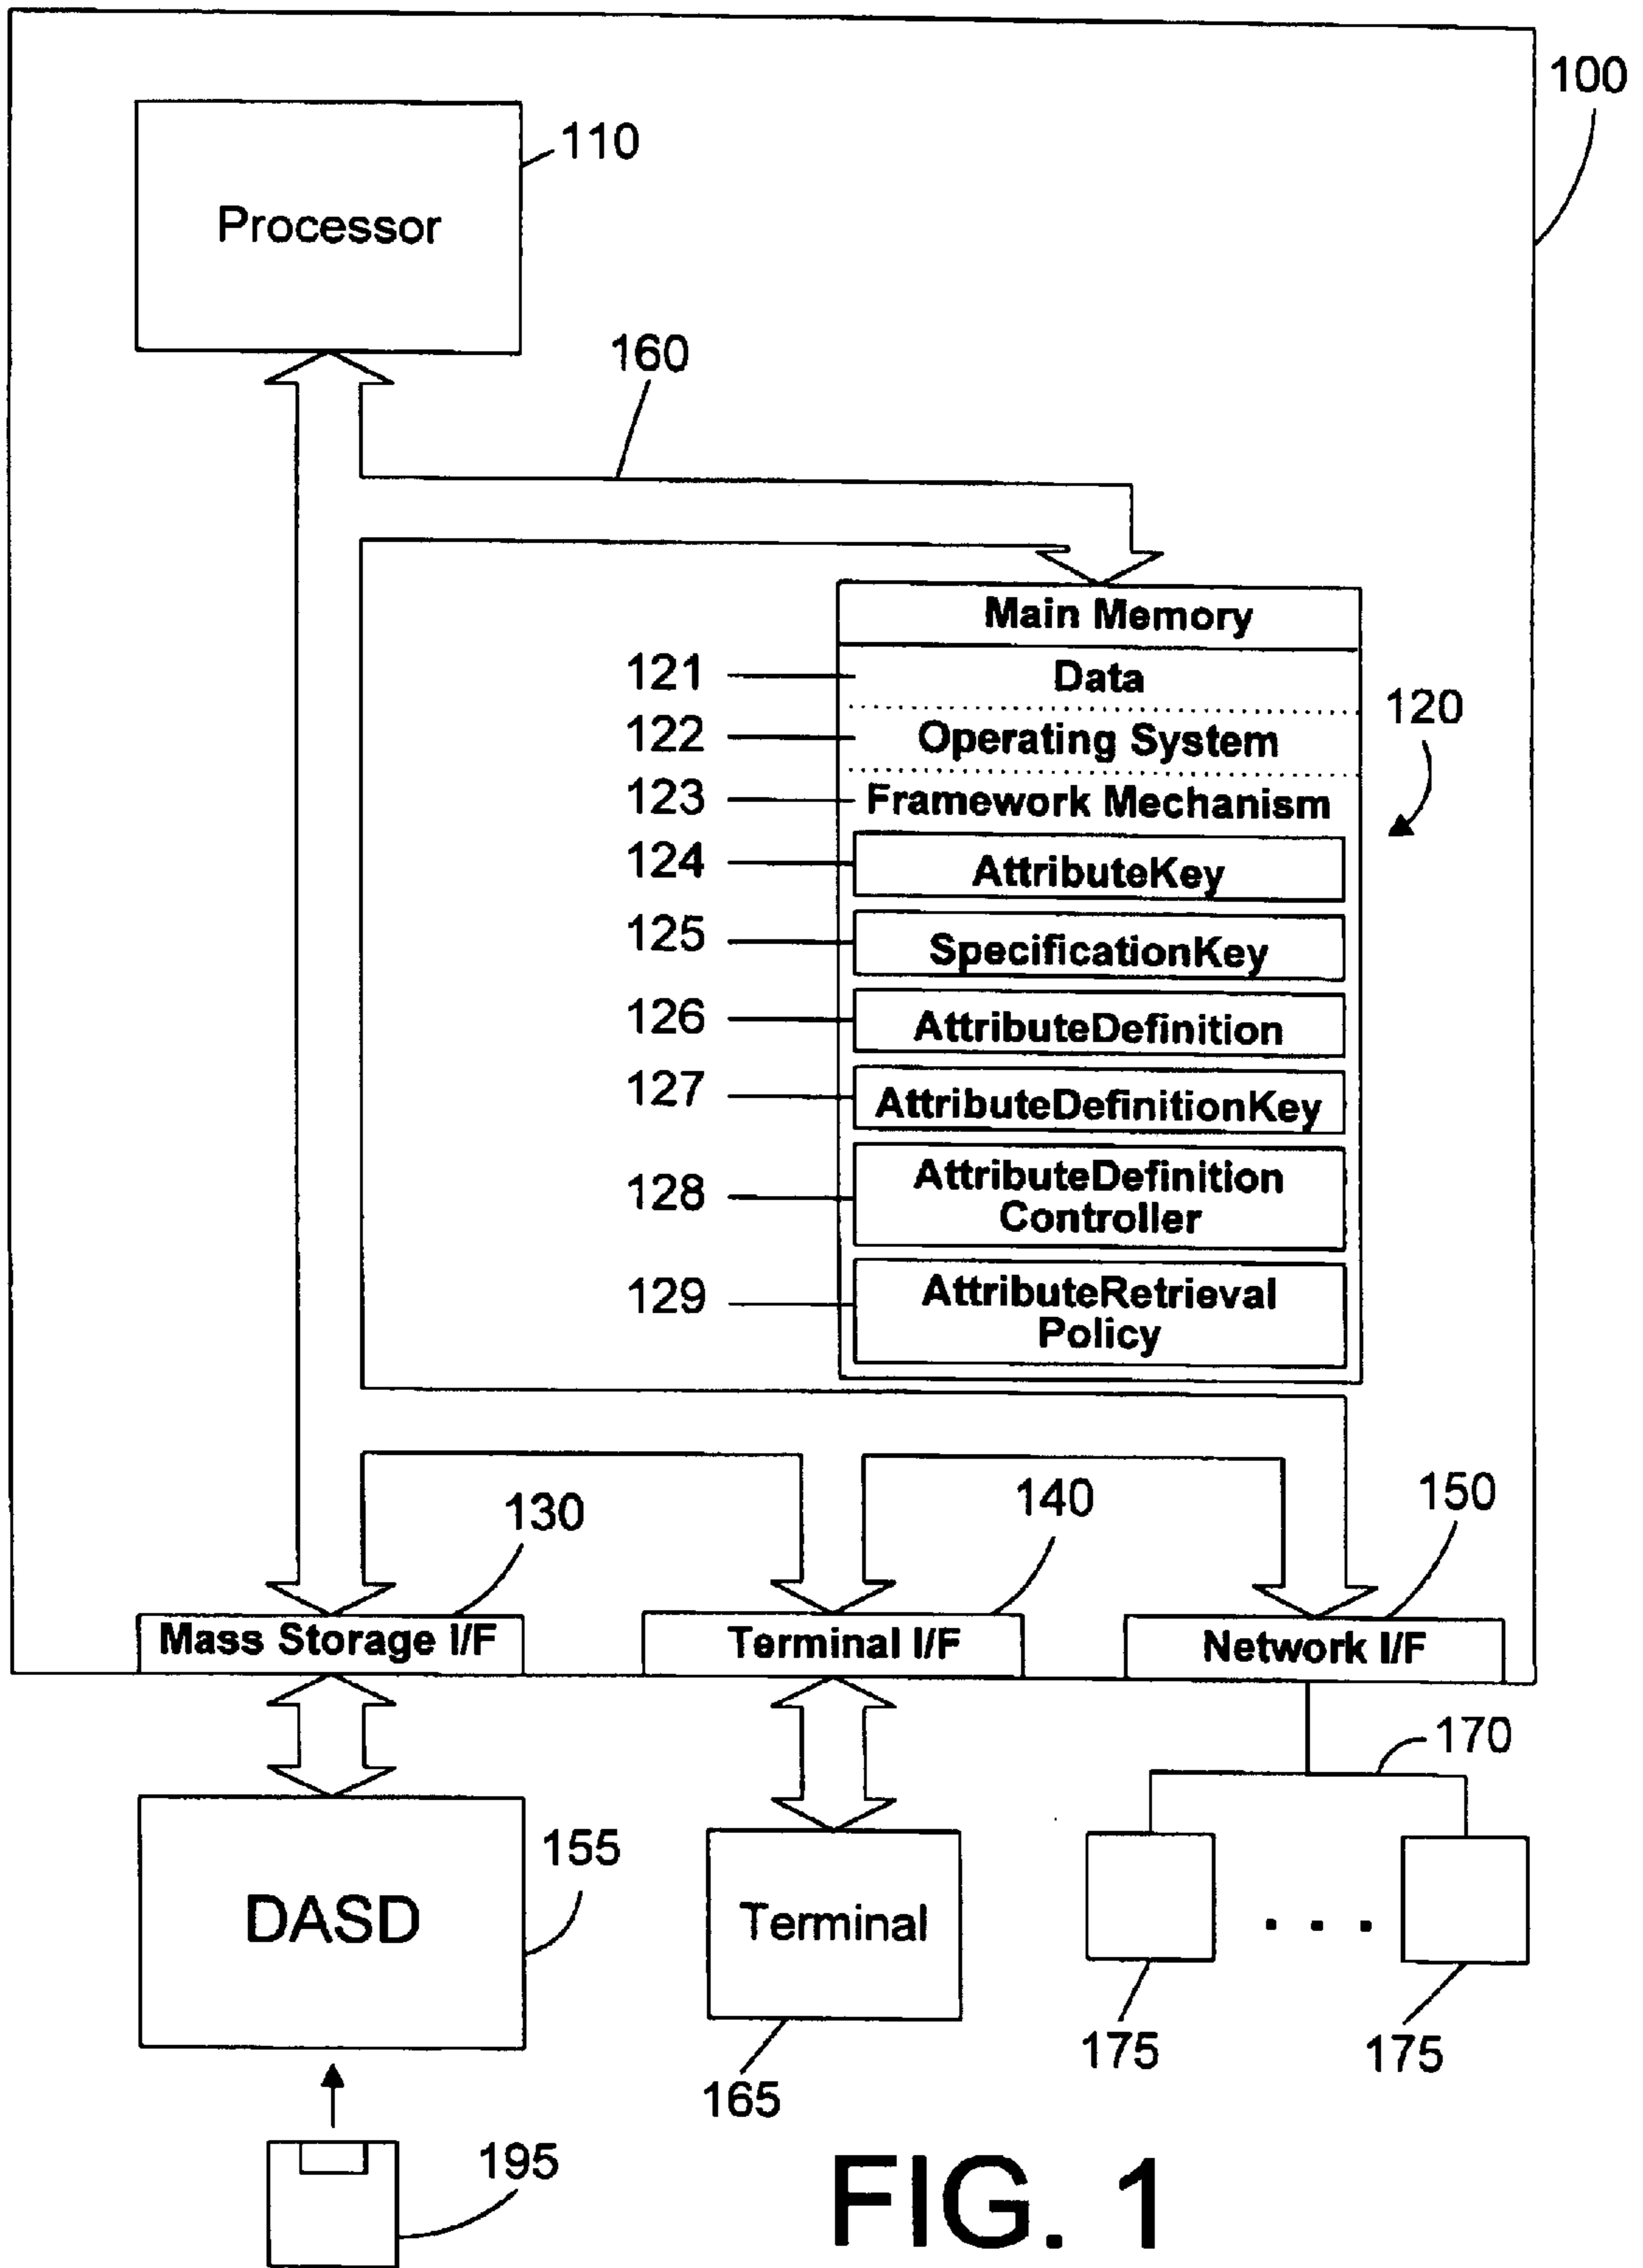 100
110
Processor
160
Main Memory
121
Data
120
122
Operating System
123
Framework Mechanism
124
AttributeKey
125
SpecificationKey
126
AttributeDefinition
127
AttributeDefinitionKey
128
AttributeDefinition
Controller
129
AttributeRetrieval
Policy
130
140
150
Mass Storage I/F
Terminal I/F
Network I/F
170
155
DASD
Terminal
. . .
175
175
165
195
FIG. 1